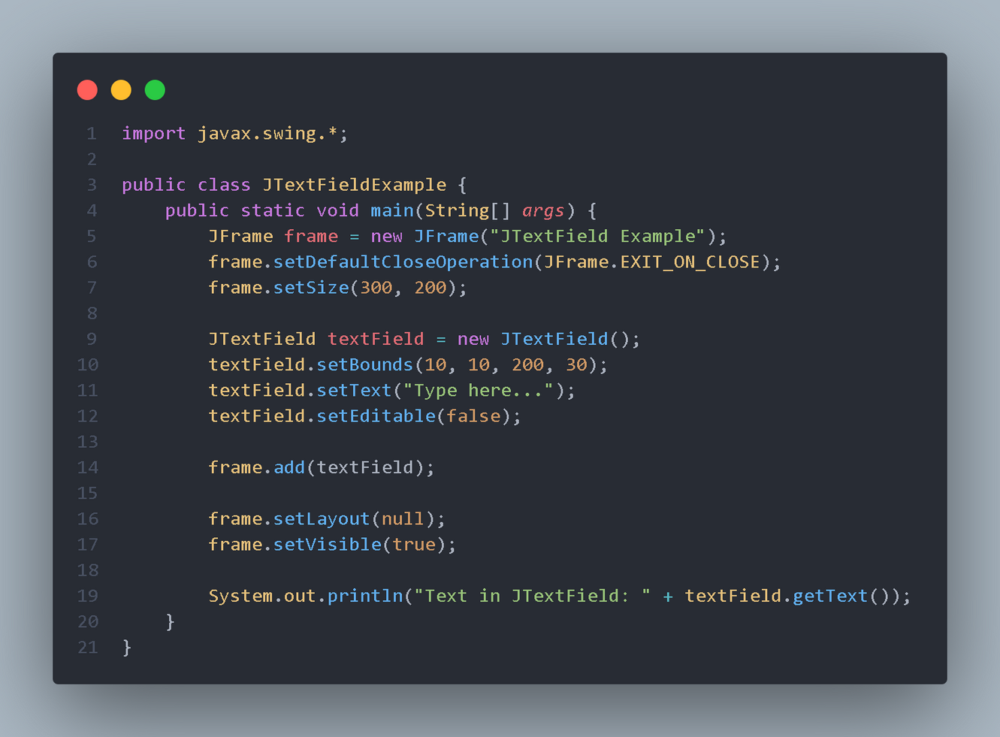 1 import javax.swing.*;
2
3 public class JTextFieldExample {
4     public static void main(String[] args) {
5         JFrame frame = new JFrame("JTextField Example");
6         frame.setDefaultCloseOperation(JFrame.EXIT_ON_CLOSE);
7         frame.setSize(300, 200);
8
9         JTextField textField = new JTextField();
10         textField.setBounds(10, 10, 200, 30);
11         textField.setText("Type here...");
12         textField.setEditable(false);
13
14         frame.add(textField);
15
16         frame.setLayout(null);
17         frame.setVisible(true);
18
19         System.out.println("Text in JTextField: " + textField.getText());
20     }
21 }